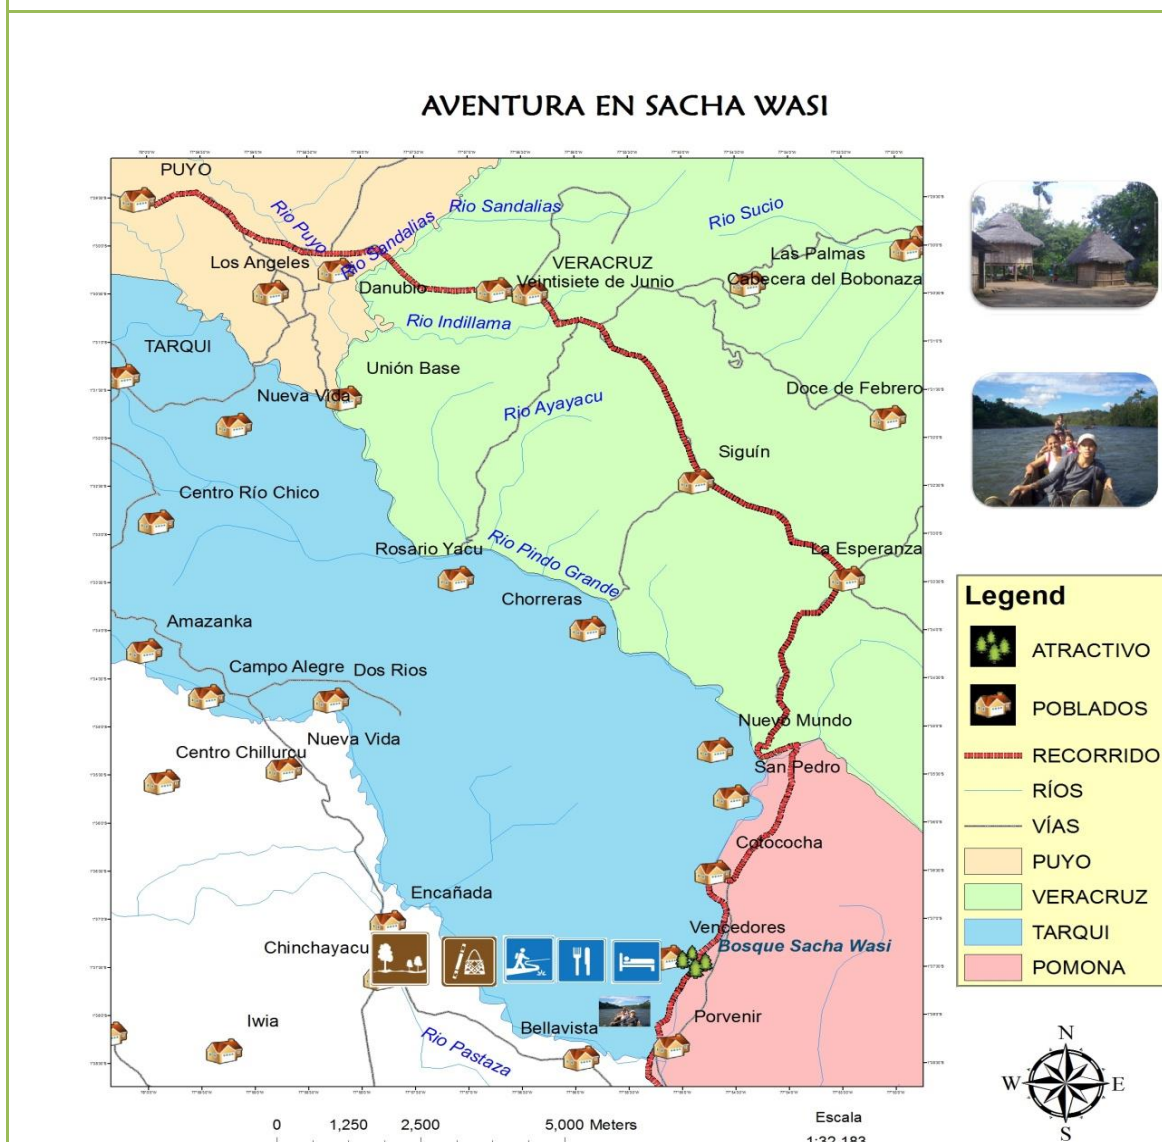 AVENTURA EN SACHA WASI
PUYO
Rio Puyo
Rio Sandalias
Rio Sandalias
Rio Sucio
Los Angeles
Danubio
VERACRUZ
Veintisiete de Junio
Las Palmas
Cabecera del Bobonaza
Rio Indillama
TARQUI
Unión Base
Nueva Vida
Rio Ayayacu
Doce de Febrero
Siguín
Centro Río Chico
Rosario Yacu
Rio Pindo Grande
La Esperanza
Chorreras
Amazanka
Campo Alegre
Dos Rios
Nueva Vida
Centro Chillurcu
Nuevo Mundo
San Pedro
Cotococha
Encañada
Vencedores
Bosque Sacha Wasi
Chinchayacu
Iwia
Rio Pastaza
Bellavista
Porvenir
Legend
ATRACTIVO
POBLADOS
RECORRIDO
RÍOS
VÍAS
PUYO
VERACRUZ
TARQUI
POMONA
N
W E
S
0 1,250 2,500 5,000 Meters
Escala
1:32.183